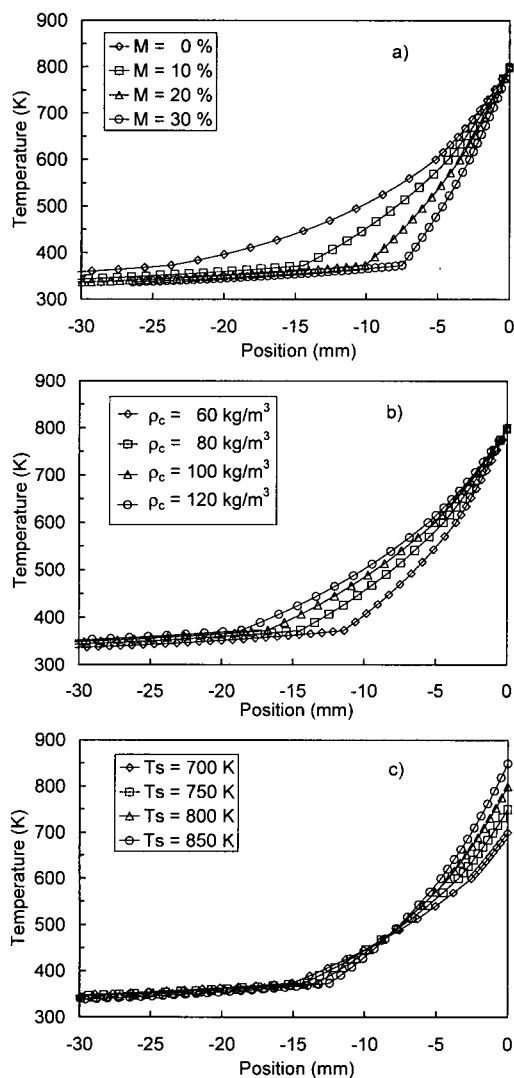 900
800
700
600
500
400
300
Temperature (K)
M = 0 %
M = 10 %
M = 20 %
M = 30 %
a)
-30 -25 -20 -15 -10 -5 0
Position (mm)
900
800
700
600
500
400
300
Temperature (K)
ρc = 60 kg/m³
ρc = 80 kg/m³
ρc = 100 kg/m³
ρc = 120 kg/m³
b)
-30 -25 -20 -15 -10 -5 0
Position (mm)
900
800
700
600
500
400
300
Temperature (K)
Ts = 700 K
Ts = 750 K
Ts = 800 K
Ts = 850 K
c)
-30 -25 -20 -15 -10 -5 0
Position (mm)